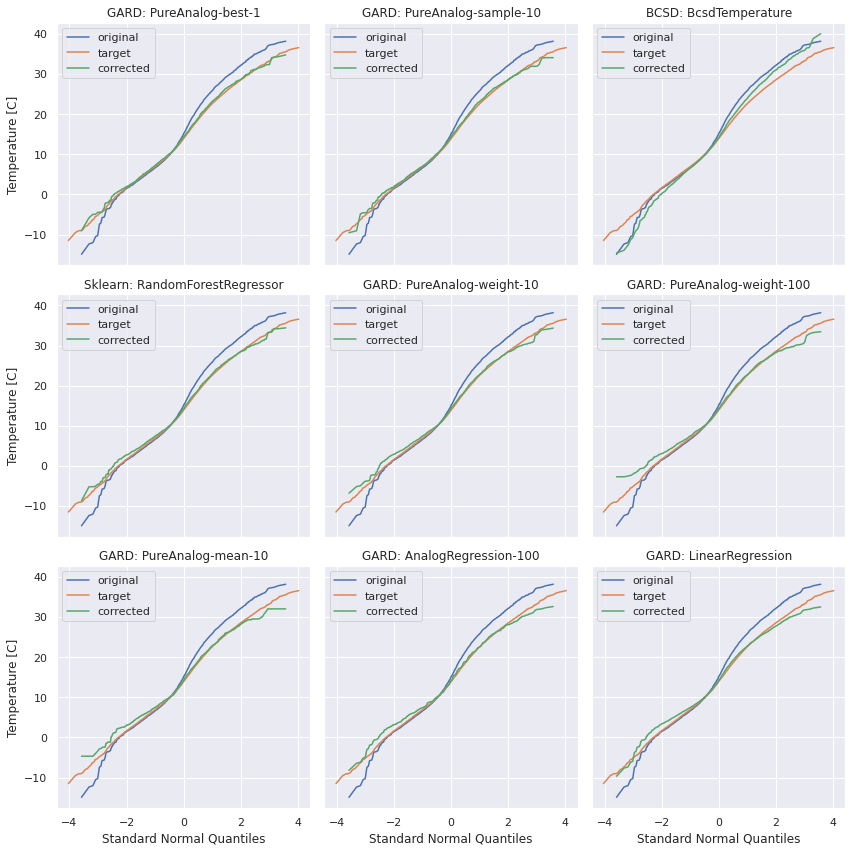 GARD: PureAnalog-best-1
GARD: PureAnalog-sample-10
BCSD: BcsdTemperature
original
target
corrected
original
target
corrected
original
target
corrected
40
30
20
10
0
−10
Temperature [C]
Sklearn: RandomForestRegressor
GARD: PureAnalog-weight-10
GARD: PureAnalog-weight-100
original
target
corrected
original
target
corrected
original
target
corrected
40
30
20
10
0
−10
Temperature [C]
GARD: PureAnalog-mean-10
GARD: AnalogRegression-100
GARD: LinearRegression
original
target
corrected
original
target
corrected
original
target
corrected
40
30
20
10
0
−10
Temperature [C]
−4 −2 0 2 4
−4 −2 0 2 4
−4 −2 0 2 4
Standard Normal Quantiles
Standard Normal Quantiles
Standard Normal Quantiles